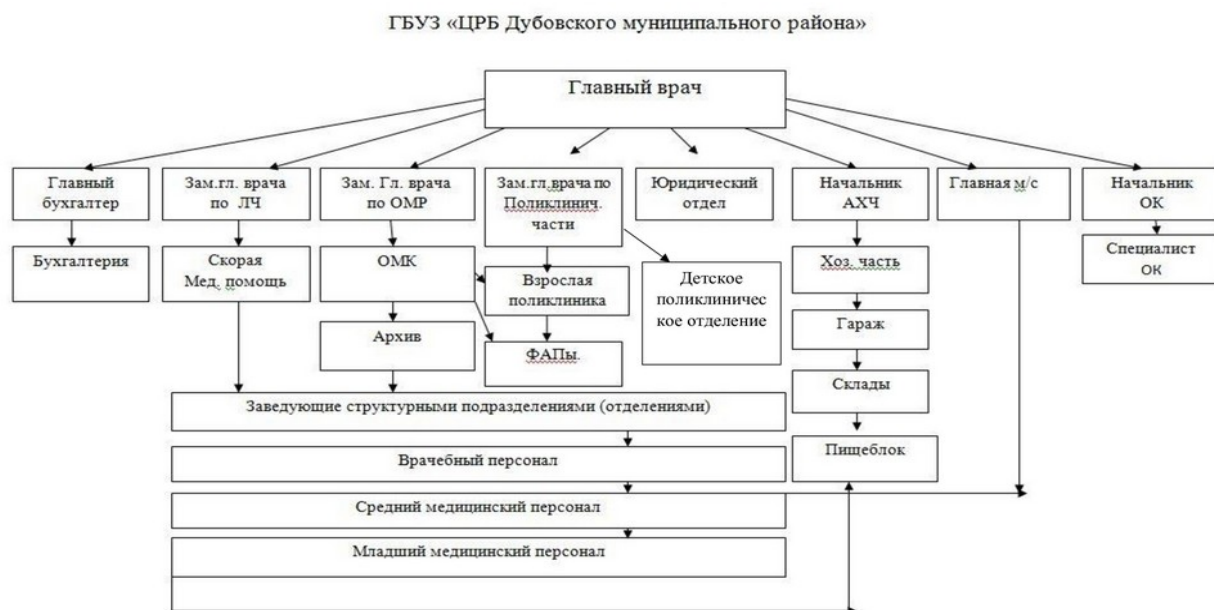 ГБУЗ «ЦРБ Дубовского муниципального района»
Главный врач
Главный
бухгалтер
Зам.гл. врача
по ЛЧ
Зам. Гл. врача
по ОМР
Зам.гл.врача по
Поликлинич.
части
Юридический
отдел
Начальник
АХЧ
Главная м/с
Начальник
ОК
Бухгалтерия
Скорая
Мед. помощь
ОМК
Взрослая
поликлиника
Детское
поликлиничес
кое отделение
Хоз. часть
Специалист
ОК
Архив
ФАПы.
Гараж
Склады
Заведующие структурными подразделениями (отделениями)
Врачебный персонал
Пищеблок
Средний медицинский персонал
Младший медицинский персонал